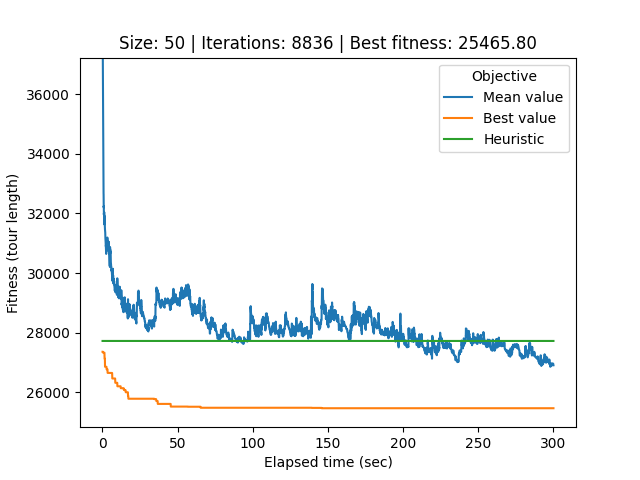 Size: 50 | Iterations: 8836 | Best fitness: 25465.80
Objective
Mean value
Best value
Heuristic
Fitness (tour length)
36000
34000
32000
30000
28000
26000
0 50 100 150 200 250 300
Elapsed time (sec)